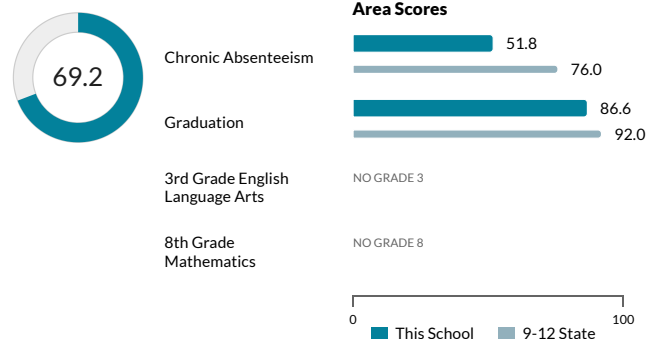 Area Scores
69.2
Chronic Absenteeism
51.8
76.0
Graduation
86.6
92.0
3rd Grade English
Language Arts
NO GRADE 3
8th Grade
Mathematics
NO GRADE 8
0
100
This School
9-12 State